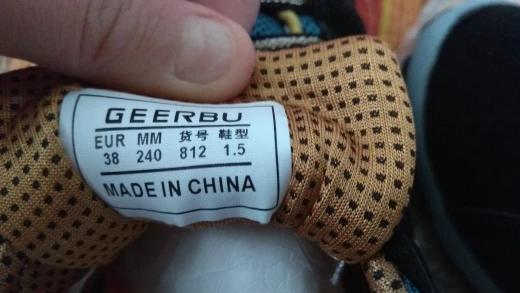 GEERBU
EUR MM 货号 鞋型
38 240 812 1.5
MADE IN CHINA